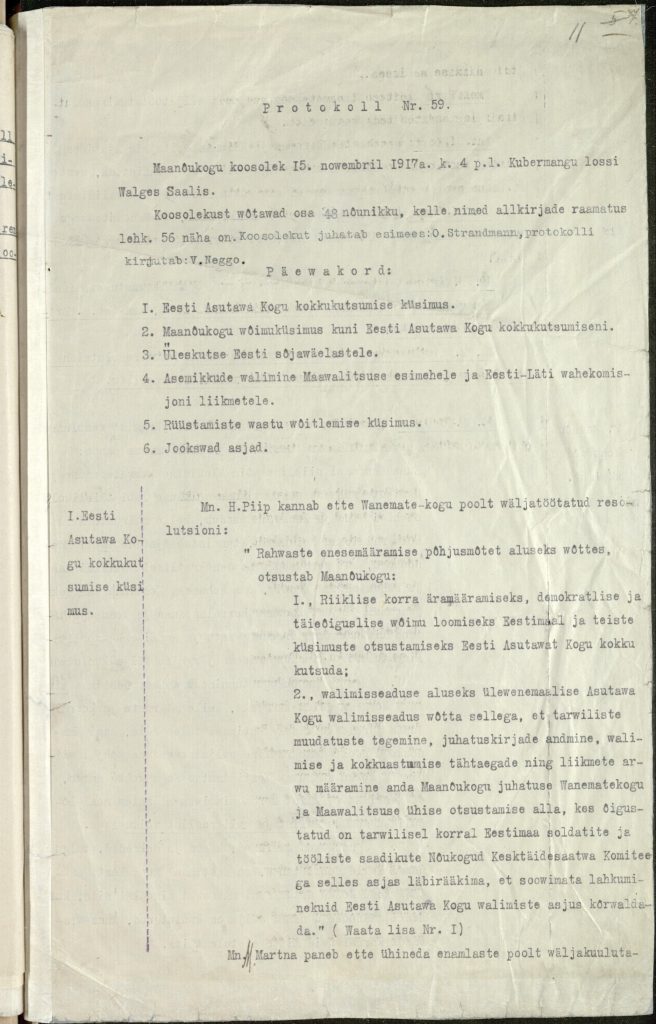 11
Protokoll Nr. 59.
Maanõukogu koosolek I5. nowembril I9I7a. k. 4 p.l. Kubermangu lossi
Walges Saalis.
Koosolekust wõtawad osa 48 nõunikku, kelle nimed allkirjade raamatus
lehk. 56 näha on.Koosolekut juhatab esimees:O.Strandmann,protokolli
kirjutab:V.Neggo.
Päewakord:
I. Eesti Asutawa Kogu kokkukutsumise küsimus.
2. Maanõukogu wõimuküsimus kuni Eesti Asutawa Kogu kokkukutsumiseni.
3. Üleskutse Eesti sõjawäelastele.
4. Asemikkude walimine Maawalitsuse esimehele ja Eesti-Läti wahekomis-
joni liikmetele.
5. Rüüstamiste wastu wõitlemise küsimus.
6. Jookswad asjad.
I.Eesti
Asutawa Ko-
gu kokkukut
sumise küsi
mus.
Mn. H.Piip kannab ette Wanemate-kogu poolt wäljatöötatud reso-
lutsioni:
" Rahwaste enesemääramise põhjusmõtet aluseks wõttes,
otsustab Maanõukogu:
I., Riiklise korra äramääramiseks, demokratlise ja
täieõiguslise wõimu loomiseks Eestimaal ja teiste
küsimuste otsustamiseks Eesti Asutawat Kogu kokku
kutsuda;
2., walimisseaduse aluseks ülewenemaalise Asutawa
Kogu walimisseadus wõtta sellega, et tarwiliste
muudatuste tegemine, juhatuskirjade andmine, wali-
mise ja kokkuastumise tähtaegade ning liikmete ar-
wu määramine anda Maanõukogu juhatuse Wanematekogu
ja Maawalitsuse ühise otsustamise alla, kes õigus-
tatud on tarwilisel korral Eestimaa soldatite ja
tööliste saadikute Nõukogud Kesktäidesaatwa Komitee-
ga selles asjas läbirääkima, et soowimata lahkumi-
nekuid Eesti Asutawa Kogu walimiste asjus kõrwalda-
da." ( Waata lisa Nr. I)
Mn. M. Martna paneb ette ühineda enamlaste poolt wäljakuuluta-